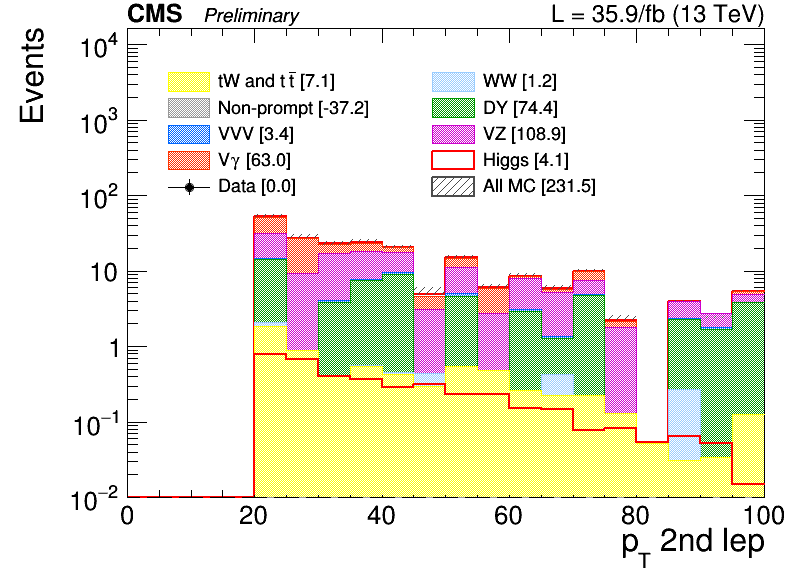 CMS Preliminary L = 35.9/fb (13 TeV)
Events
10^4
10^3
10^2
10
1
10^-1
10^-2
tW and t t̄ [7.1] WW [1.2]
Non-prompt [-37.2] DY [74.4]
VVV [3.4] VZ [108.9]
Vγ [63.0] Higgs [4.1]
Data [0.0] All MC [231.5]
0 20 40 60 80 100
p_T 2nd lep